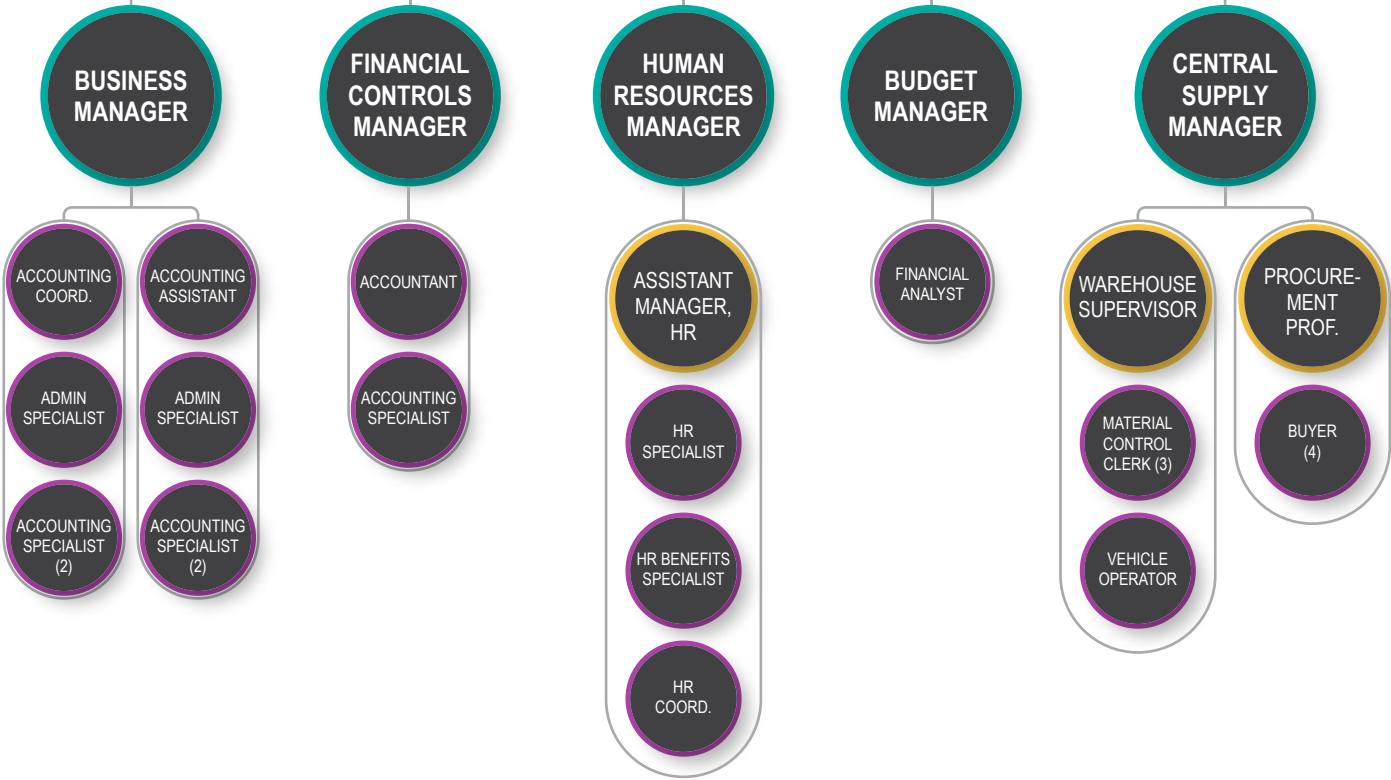 BUSINESS
MANAGER
FINANCIAL
CONTROLS
MANAGER
HUMAN
RESOURCES
MANAGER
BUDGET
MANAGER
CENTRAL
SUPPLY
MANAGER
ACCOUNTING
COORD.
ADMIN
SPECIALIST
ACCOUNTING
SPECIALIST
(2)
ACCOUNTING
ASSISTANT
ADMIN
SPECIALIST
ACCOUNTING
SPECIALIST
(2)
ACCOUNTANT
ACCOUNTING
SPECIALIST
ASSISTANT
MANAGER,
HR
HR
SPECIALIST
HR BENEFITS
SPECIALIST
HR
COORD.
FINANCIAL
ANALYST
WAREHOUSE
SUPERVISOR
MATERIAL
CONTROL
CLERK (3)
VEHICLE
OPERATOR
PROCURE-
MENT
PROF.
BUYER
(4)